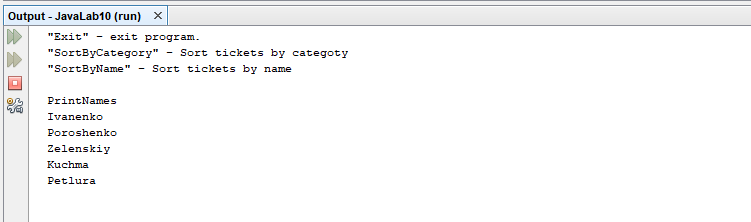 Output - JavaLab10 (run)
"Exit" - exit program.
"SortByCategory" - Sort tickets by categoty
"SortByName" - Sort tickets by name
PrintNames
Ivanenko
Poroshenko
Zelenskiy
Kuchma
Petlura